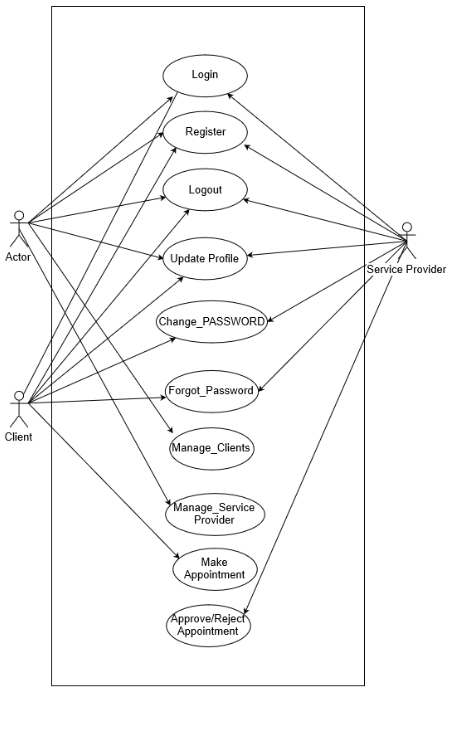 Login
Register
Logout
Actor
Update Profile
Service Provider
Change_PASSWORD
Forgot_Password
Client
Manage_Clients
Manage_Service
Provider
Make
Appointment
Approve/Reject
Appointment